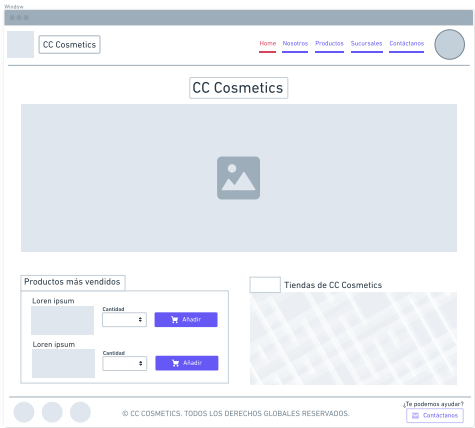 Window
CC Cosmetics
Home Nosotros Productos Sucursales Contáctanos
CC Cosmetics
Productos más vendidos
Loren ipsum
Cantidad
Añadir
Loren ipsum
Cantidad
Añadir
Tiendas de CC Cosmetics
© CC COSMETICS. TODOS LOS DERECHOS GLOBALES RESERVADOS.
¿Te podemos ayudar?
Contáctanos